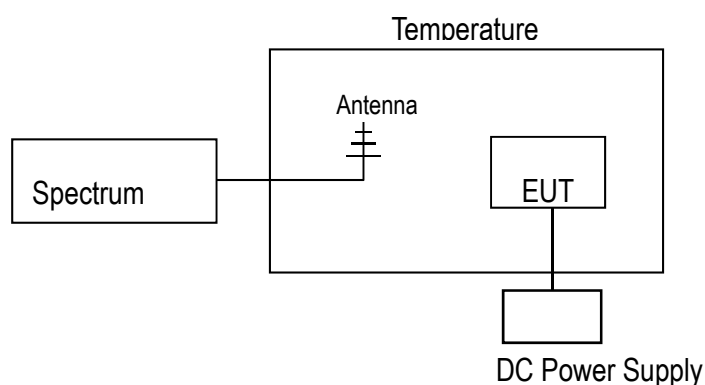 Temperature
Antenna
Spectrum
EUT
DC Power Supply